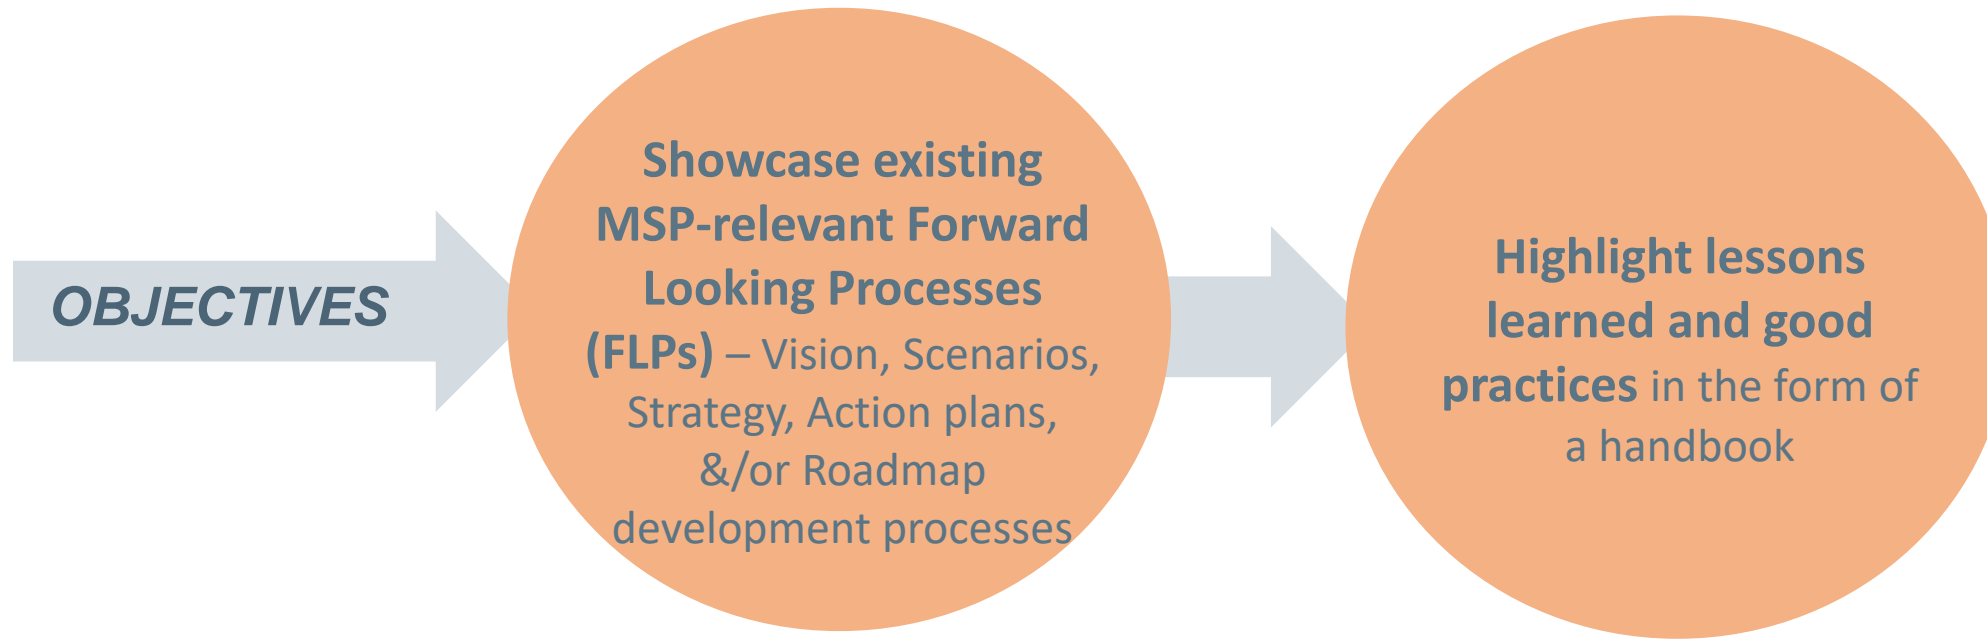 OBJECTIVES
Showcase existing
MSP-relevant Forward
Looking Processes
(FLPs) – Vision, Scenarios,
Strategy, Action plans,
&/or Roadmap
development processes
Highlight lessons
learned and good
practices in the form of
a handbook